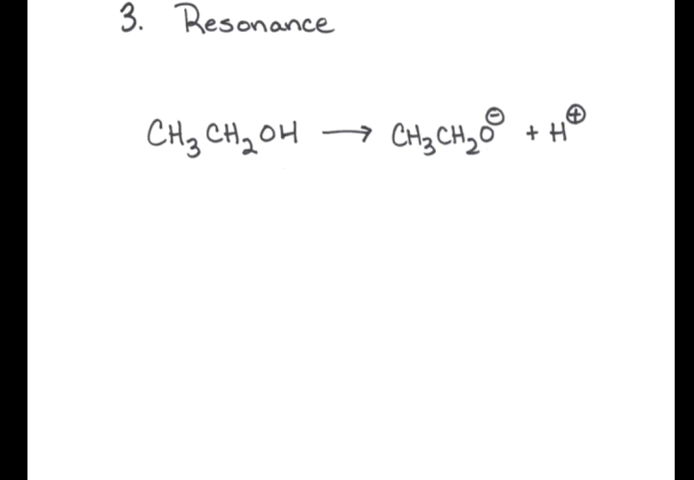 3. Resonance
CH₃CH₂OH ⟶ CH₃CH₂O⊖ + H⊕